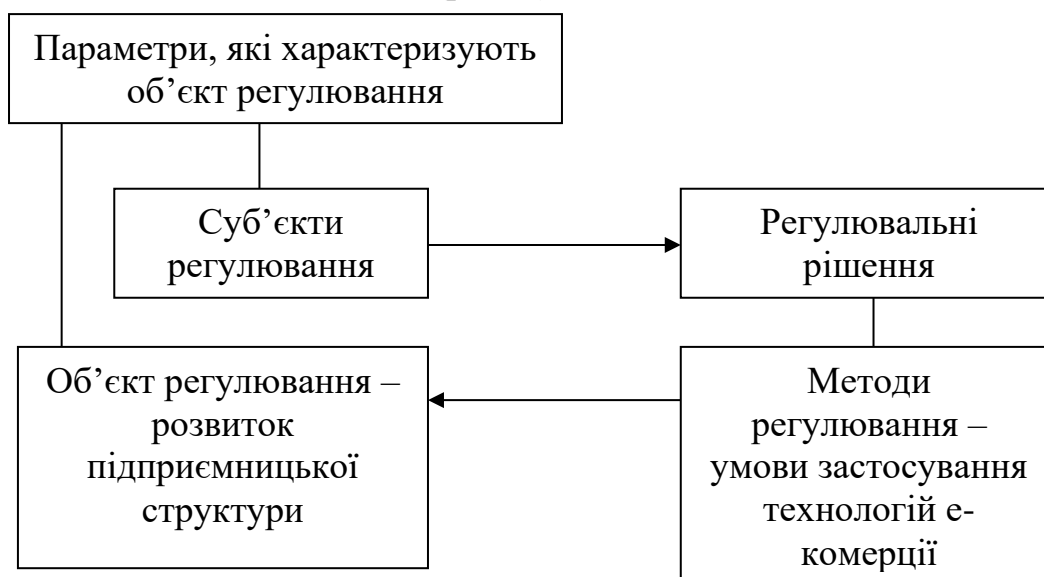 Параметри, які характеризують
об’єкт регулювання
Суб’єкти
регулювання
Регулювальні
рішення
Об’єкт регулювання –
розвиток
підприємницької
структури
Методи
регулювання –
умови застосування
технологій е-
комерції